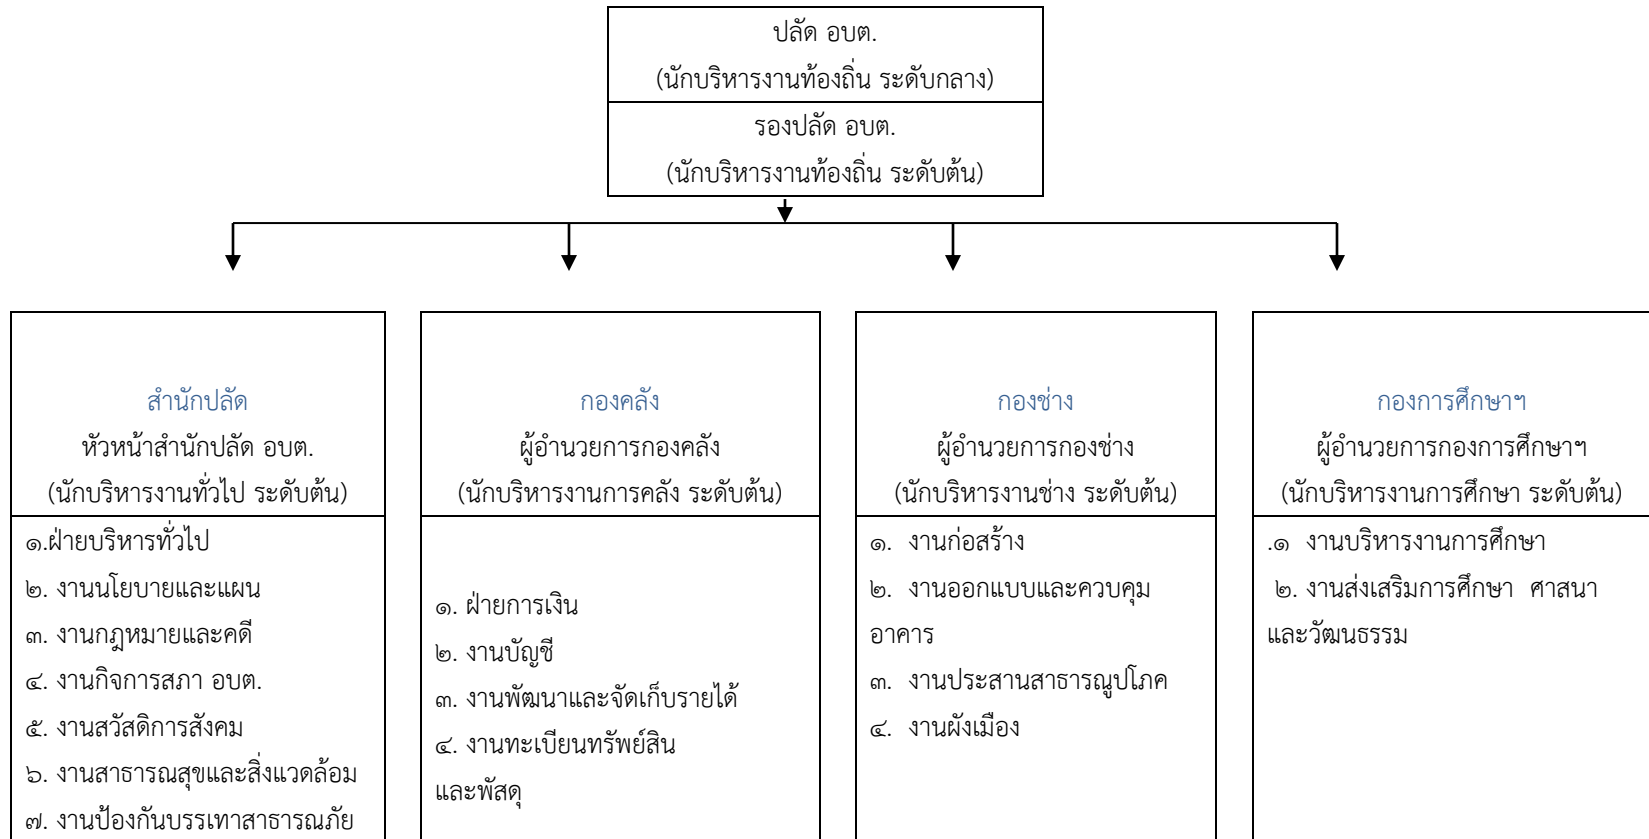 ปลัด อบต.
(นักบริหารงานท้องถิ่น ระดับกลาง)
รองปลัด อบต.
(นักบริหารงานท้องถิ่น ระดับต้น)
สำนักปลัด
หัวหน้าสำนักปลัด อบต.
(นักบริหารงานทั่วไป ระดับต้น)
๑.ฝ่ายบริหารทั่วไป
๒. งานนโยบายและแผน
๓. งานกฎหมายและคดี
๔. งานกิจการสภา อบต.
๕. งานสวัสดิการสังคม
๖. งานสาธารณสุขและสิ่งแวดล้อม
๗. งานป้องกันบรรเทาสาธารณภัย
กองคลัง
ผู้อำนวยการกองคลัง
(นักบริหารงานการคลัง ระดับต้น)
๑. ฝ่ายการเงิน
๒. งานบัญชี
๓. งานพัฒนาและจัดเก็บรายได้
๔. งานทะเบียนทรัพย์สิน
และพัสดุ
กองช่าง
ผู้อำนวยการกองช่าง
(นักบริหารงานช่าง ระดับต้น)
๑. งานก่อสร้าง
๒. งานออกแบบและควบคุม
อาคาร
๓. งานประสานสาธารณูปโภค
๔. งานผังเมือง
กองการศึกษาฯ
ผู้อำนวยการกองการศึกษาฯ
(นักบริหารงานการศึกษา ระดับต้น)
.๑ งานบริหารงานการศึกษา
๒. งานส่งเสริมการศึกษา ศาสนา
และวัฒนธรรม